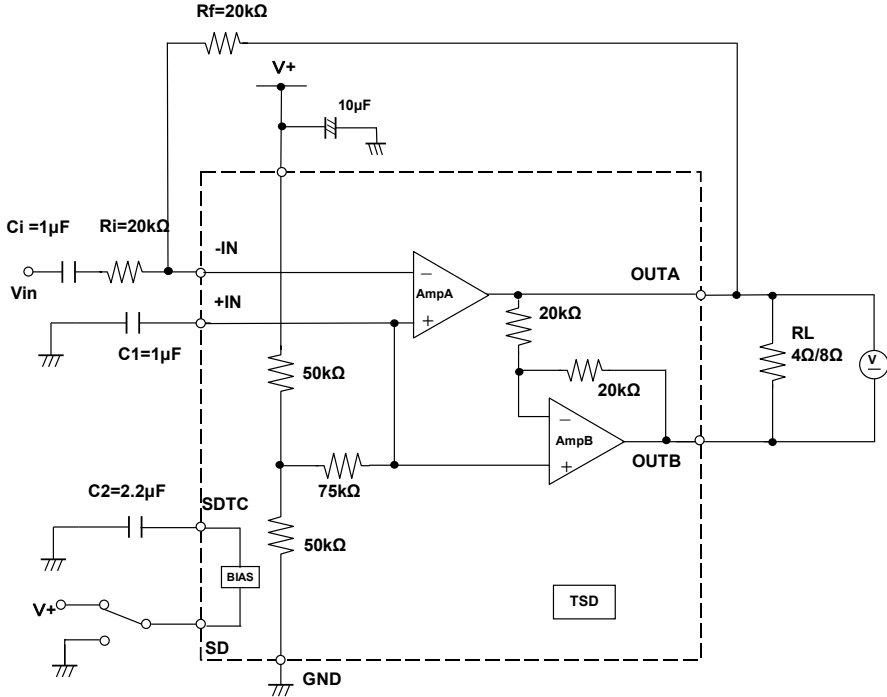 Rf=20kΩ
V+
10µF
Ci =1µF
Ri=20kΩ
-IN
Vin
AmpA
OUTA
+IN
20kΩ
C1=1µF
RL
4Ω/8Ω
V
50kΩ
20kΩ
AmpB
OUTB
75kΩ
C2=2.2µF
SDTC
50kΩ
BIAS
TSD
V+
SD
GND